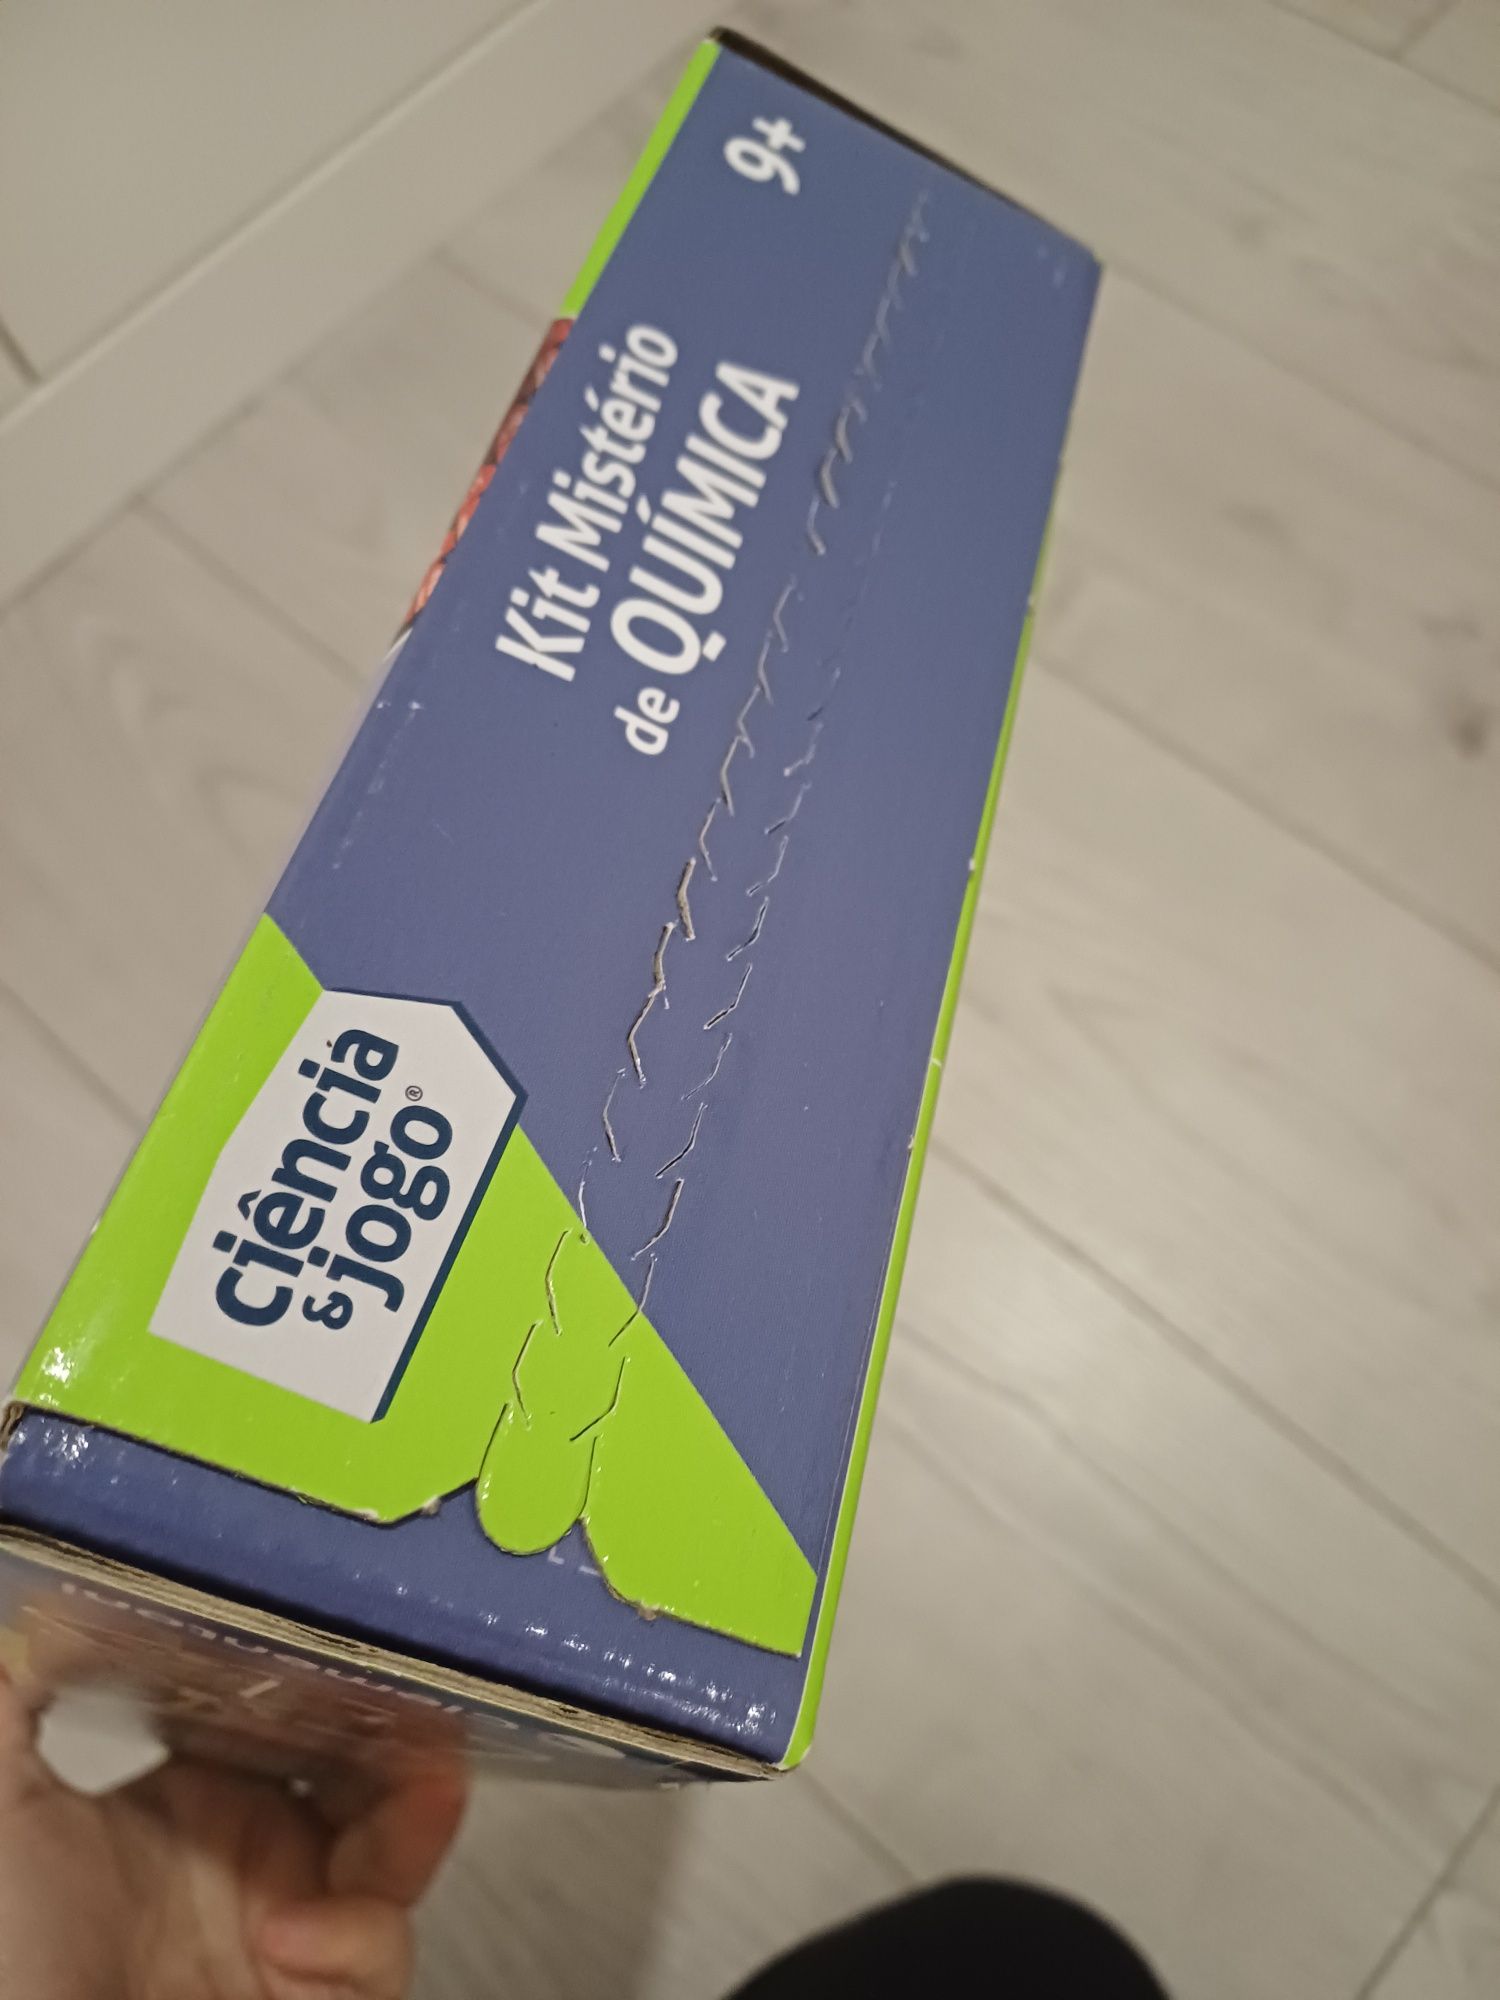 9+
Kit Mistério
de QUÍMICA
ciência
& jogo®